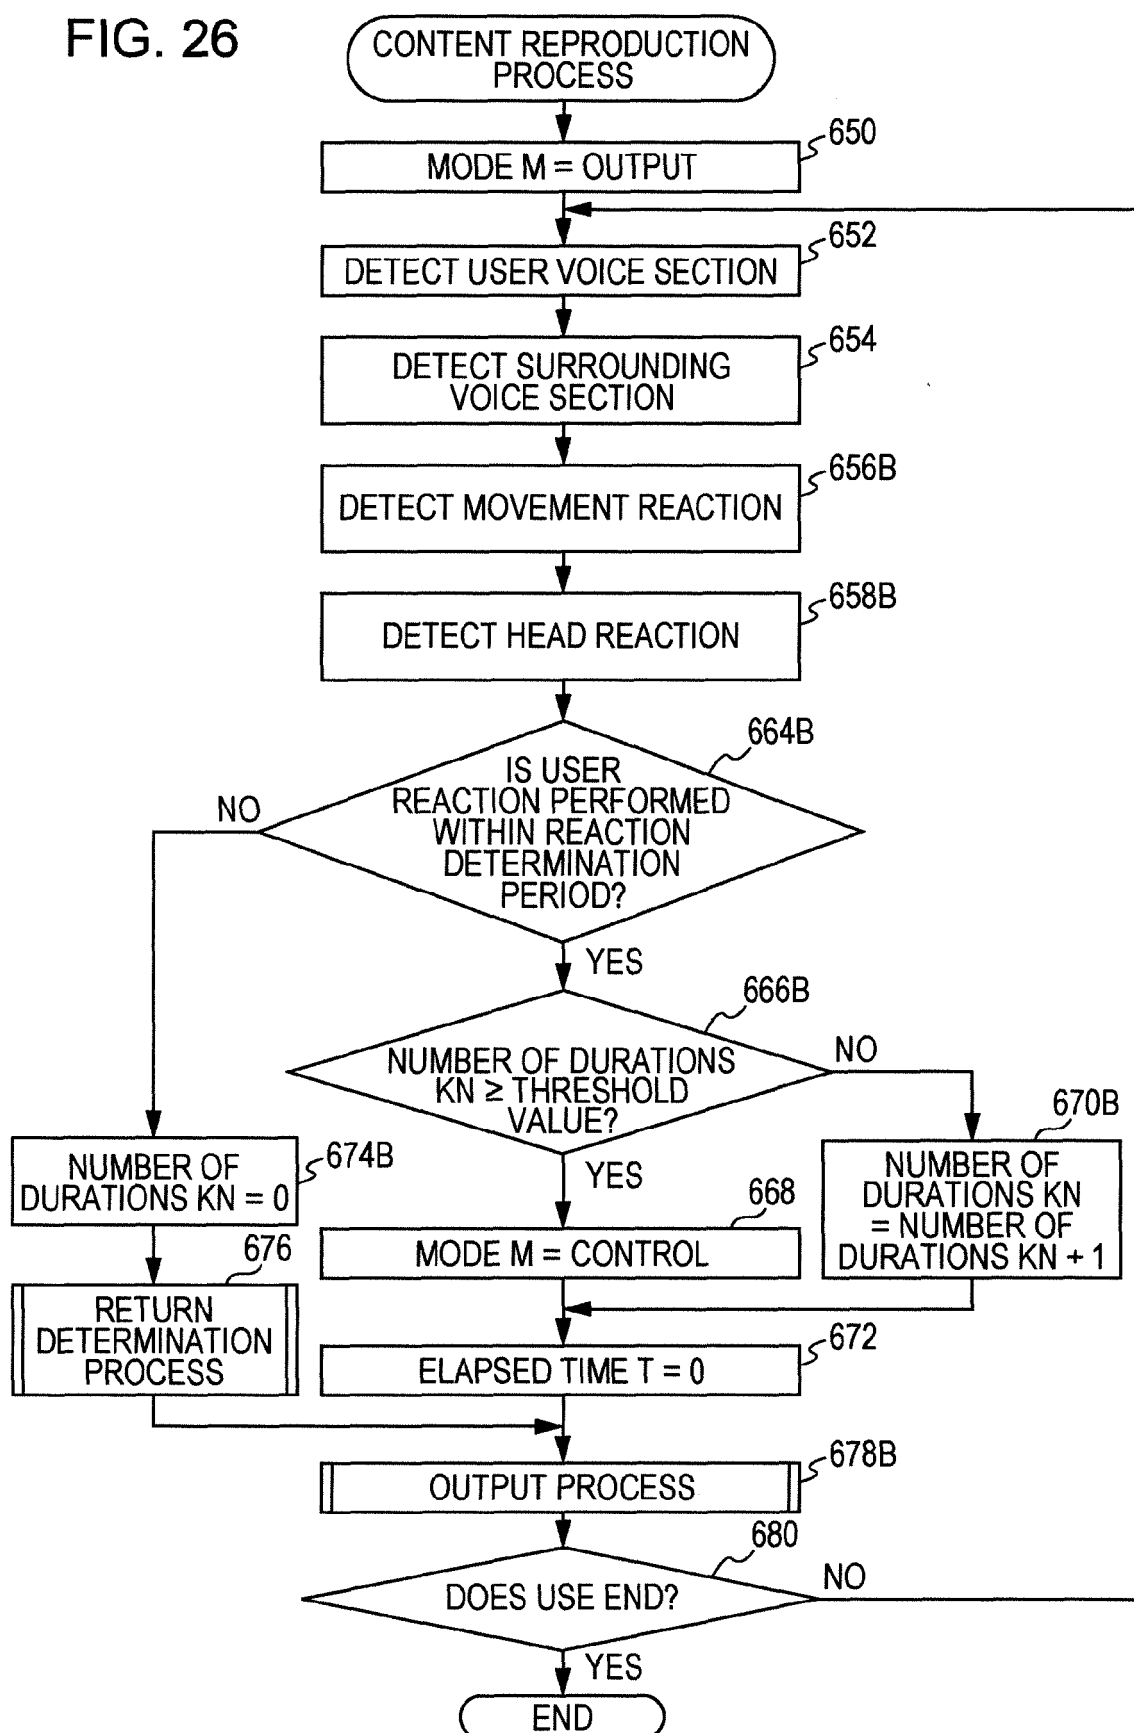 FIG. 26
CONTENT REPRODUCTION
PROCESS
650
MODE M = OUTPUT
652
DETECT USER VOICE SECTION
654
DETECT SURROUNDING
VOICE SECTION
656B
DETECT MOVEMENT REACTION
658B
DETECT HEAD REACTION
664B
IS USER
REACTION PERFORMED
WITHIN REACTION
DETERMINATION
PERIOD?
NO
YES
666B
NUMBER OF DURATIONS
KN ≥ THRESHOLD
VALUE?
NO
YES
670B
NUMBER OF
DURATIONS KN
= NUMBER OF
DURATIONS KN + 1
674B
NUMBER OF
DURATIONS KN = 0
668
MODE M = CONTROL
676
RETURN
DETERMINATION
PROCESS
672
ELAPSED TIME T = 0
678B
OUTPUT PROCESS
680
DOES USE END?
NO
YES
END